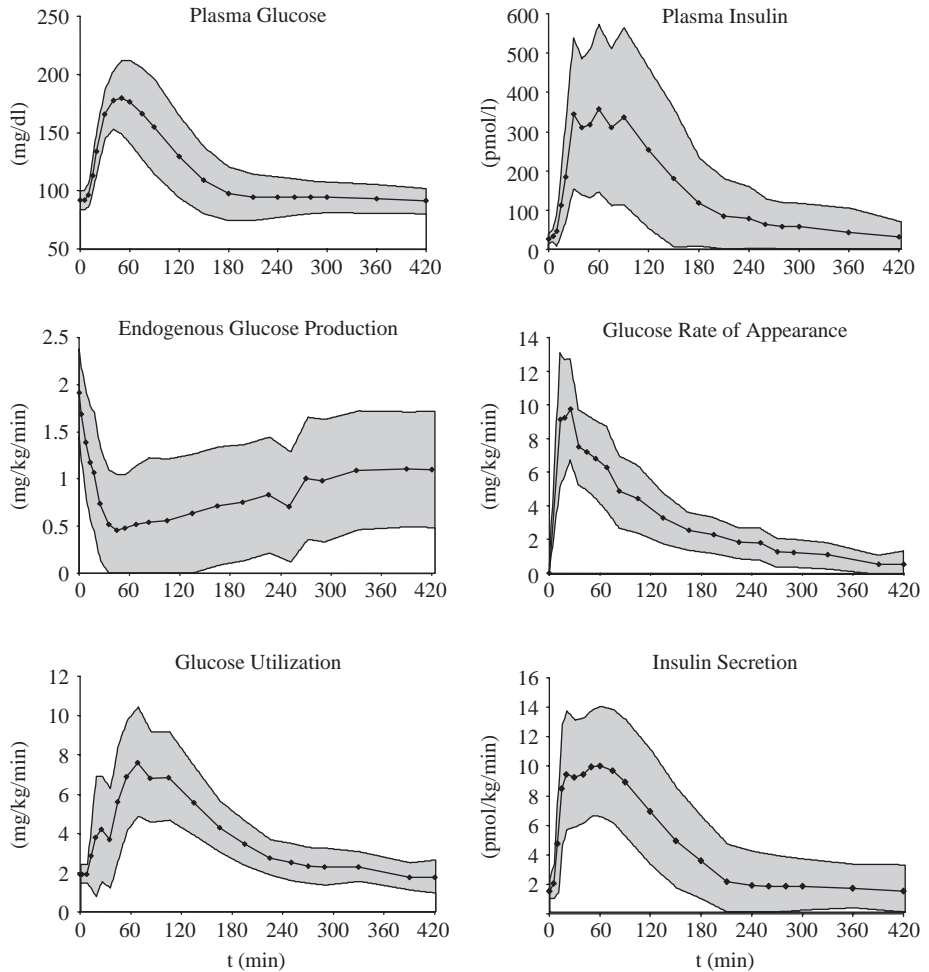 Plasma Glucose
(mg/dl)
250
200
150
100
50
0 60 120 180 240 300 360 420
Plasma Insulin
(pmol/l)
600
500
400
300
200
100
0
0 60 120 180 240 300 360 420
Endogenous Glucose Production
(mg/kg/min)
2.5
2
1.5
1
0.5
0
0 60 120 180 240 300 360 420
Glucose Rate of Appearance
(mg/kg/min)
14
12
10
8
6
4
2
0
0 60 120 180 240 300 360 420
Glucose Utilization
(mg/kg/min)
12
10
8
6
4
2
0
0 60 120 180 240 300 360 420
t (min)
Insulin Secretion
(pmol/kg/min)
16
14
12
10
8
6
4
2
0 60 120 180 240 300 360 420
t (min)